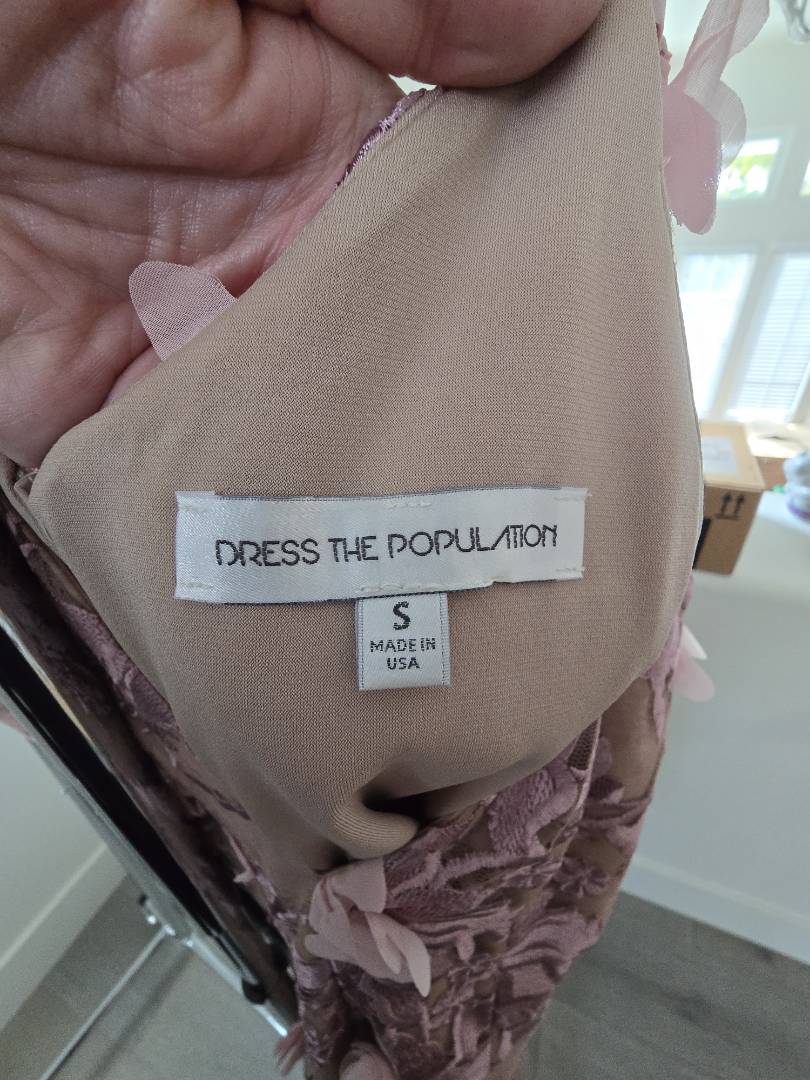 DRESS THE POPULATION
S
MADE IN
USA